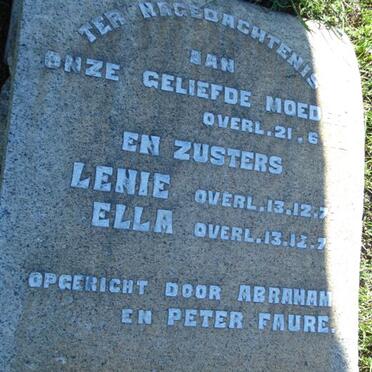 TER NAGEDACHTENIS
AAN
ONZE GELIEFDE MOED
OVERL. 21. 6
EN ZUSTERS
LENIE OVERL. 13. 12. 7
ELLA OVERL. 13. 12. 7
OPGERICHT DOOR ABRAHAM
EN PETER FAURE